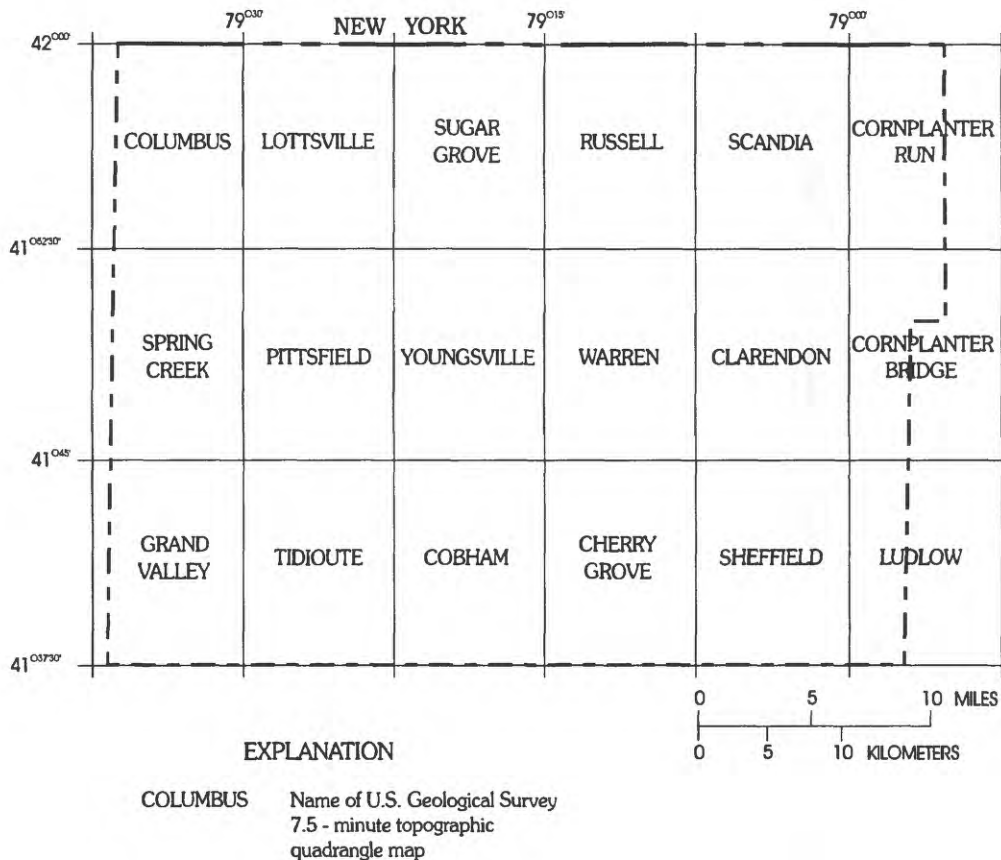 79°30' 79°15' 79°00'
NEW YORK
42°00'
COLUMBUS LOTTSVILLE SUGAR GROVE RUSSELL SCANDIA CORNPLANTER RUN
41°62'30"
SPRING CREEK PITTSFIELD YOUNGSVILLE WARREN CLARENDON CORNPLANTER BRIDGE
41°45'
GRAND VALLEY TIDIOUTE COBHAM CHERRY GROVE SHEFFIELD LUDLOW
41°37'30"
0 5 10 MILES
0 5 10 KILOMETERS
EXPLANATION
COLUMBUS Name of U.S. Geological Survey
7.5 - minute topographic
quadrangle map